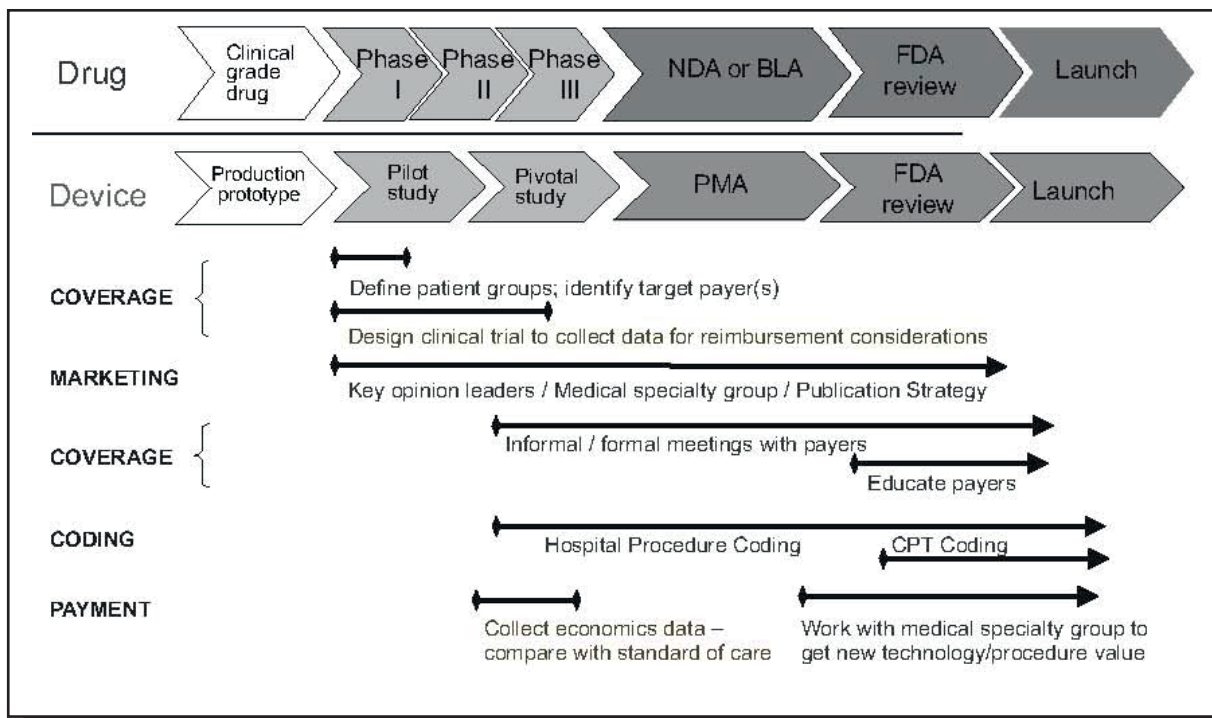 Drug
Clinical
grade
drug
Phase
I
Phase
II
Phase
III
NDA or BLA
FDA
review
Launch
Device
Production
prototype
Pilot
study
Pivotal
study
PMA
FDA
review
Launch
COVERAGE
Define patient groups; identify target payer(s)
Design clinical trial to collect data for reimbursement considerations
MARKETING
Key opinion leaders / Medical specialty group / Publication Strategy
COVERAGE
Informal / formal meetings with payers
Educate payers
CODING
Hospital Procedure Coding
CPT Coding
PAYMENT
Collect economics data –
compare with standard of care
Work with medical specialty group to
get new technology/procedure value